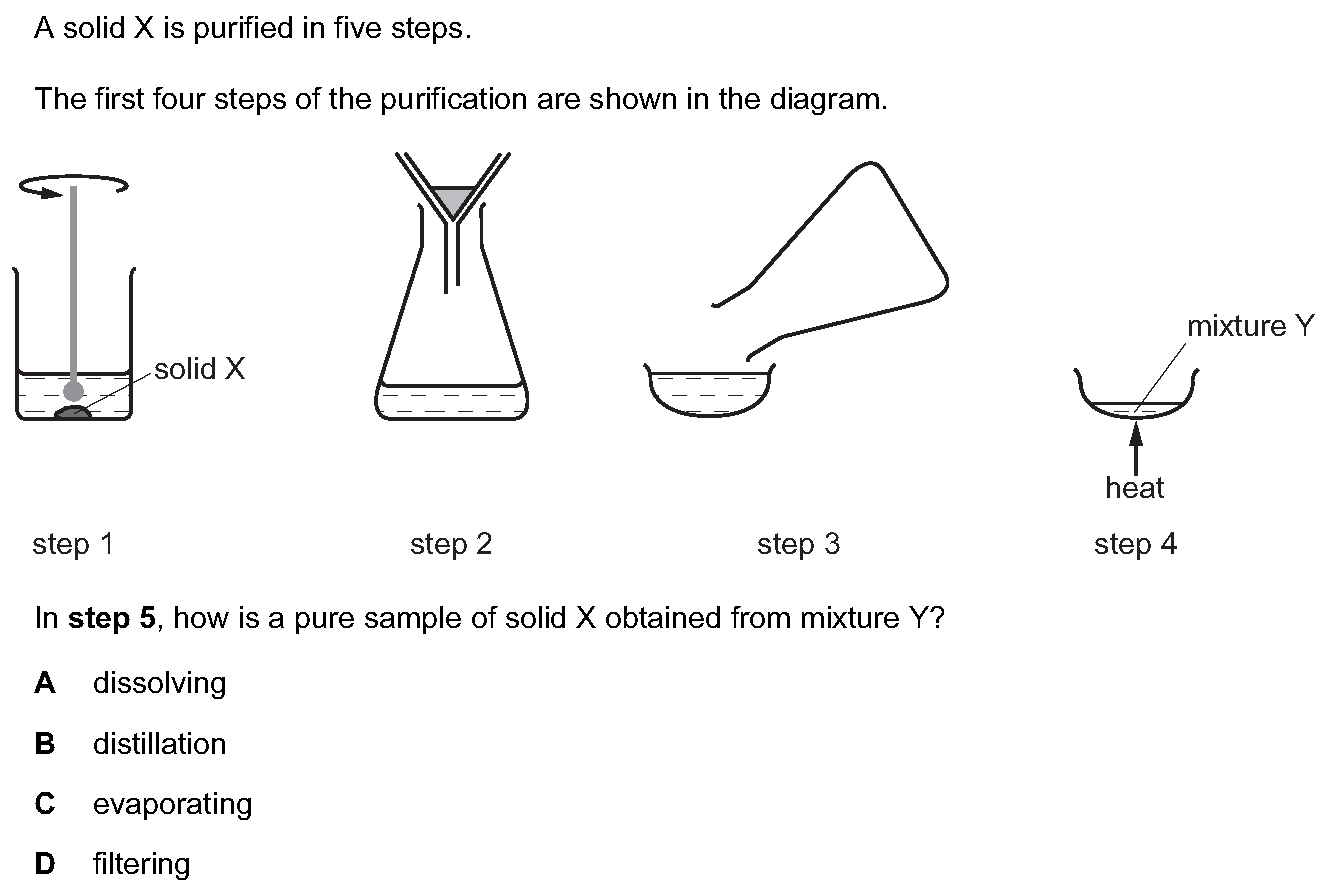 A solid X is purified in five steps.
The first four steps of the purification are shown in the diagram.
solid X
mixture Y
heat
step 1
step 2
step 3
step 4
In step 5, how is a pure sample of solid X obtained from mixture Y?
A dissolving
B distillation
C evaporating
D filtering